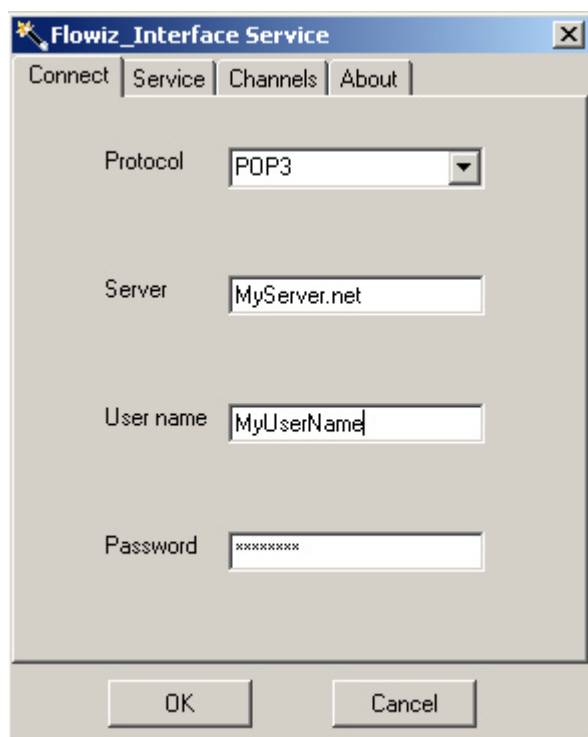 Flowiz_Interface Service
Connect Service Channels About
Protocol POP3
Server MyServer.net
User name MyUserName
Password ********
OK Cancel